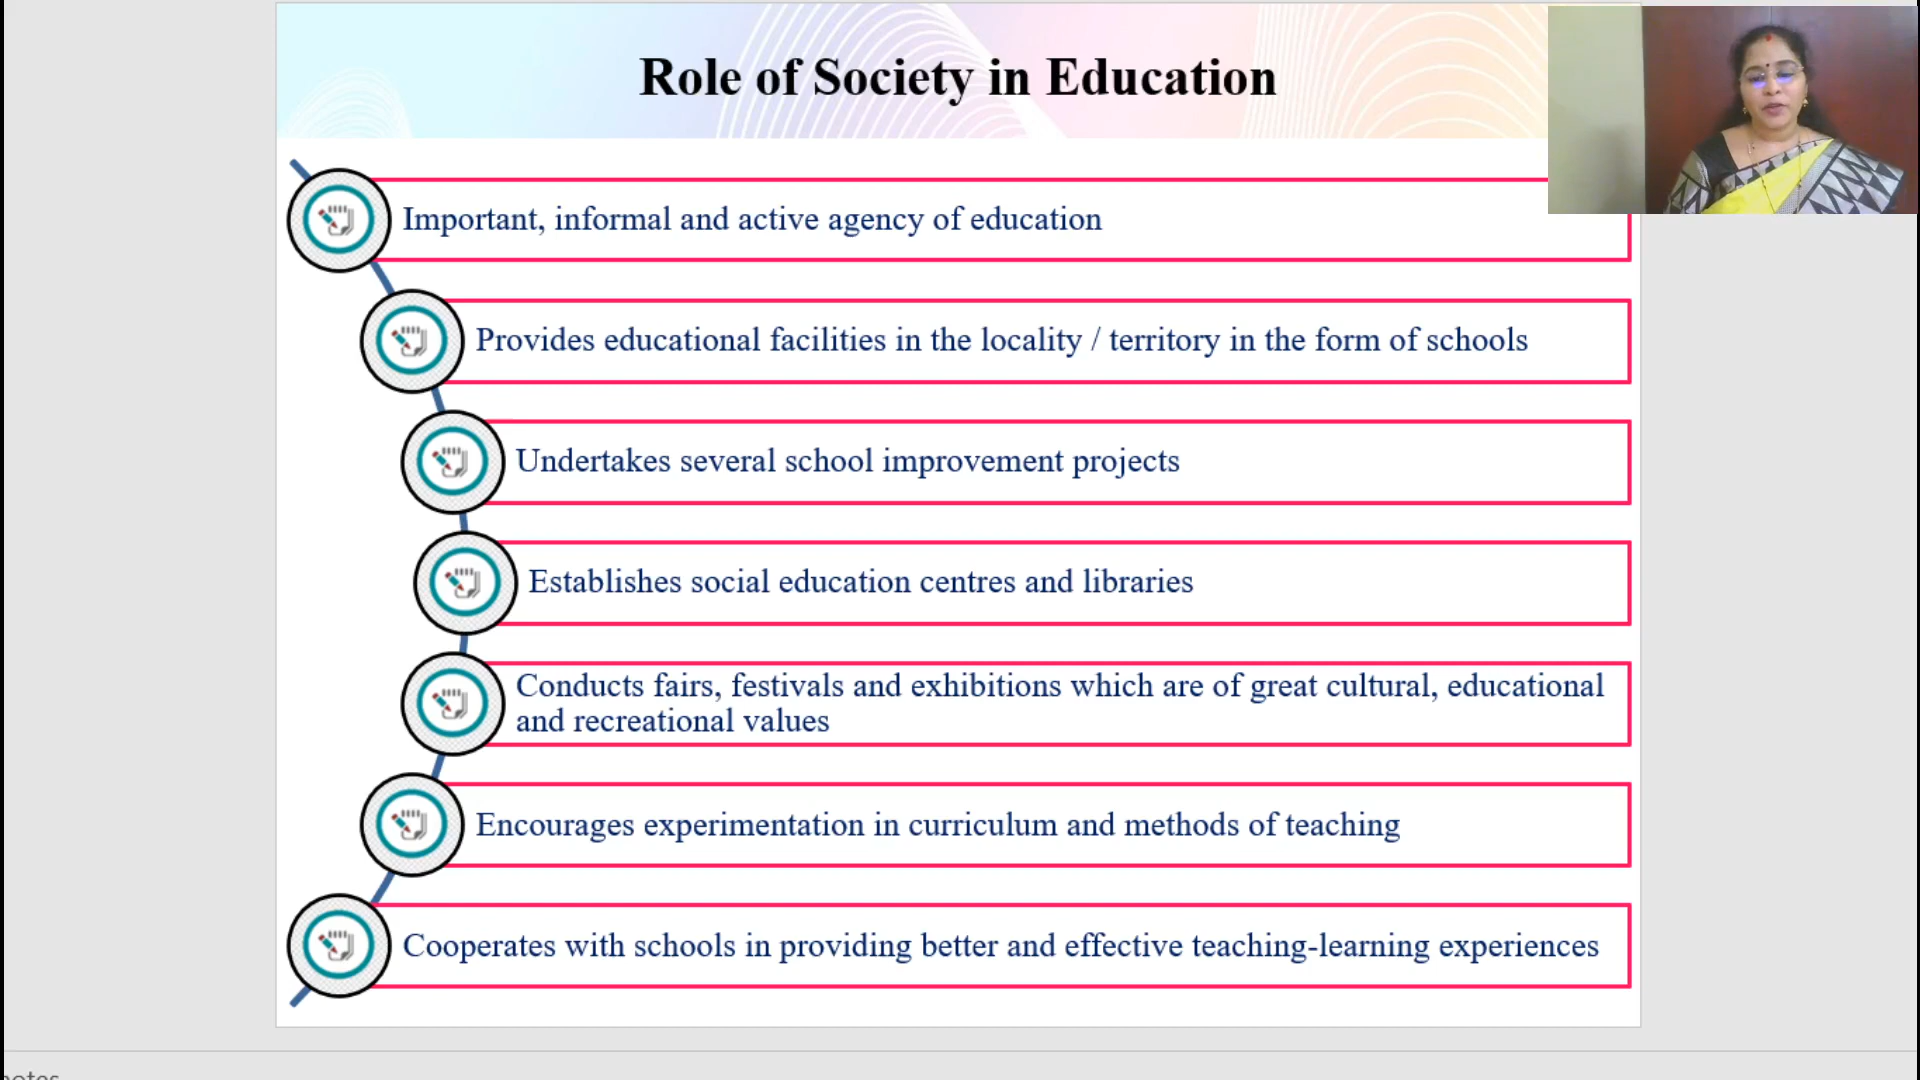 Role of Society in Education
Important, informal and active agency of education
Provides educational facilities in the locality / territory in the form of schools
Undertakes several school improvement projects
Establishes social education centres and libraries
Conducts fairs, festivals and exhibitions which are of great cultural, educational
and recreational values
Encourages experimentation in curriculum and methods of teaching
Cooperates with schools in providing better and effective teaching-learning experiences
notes